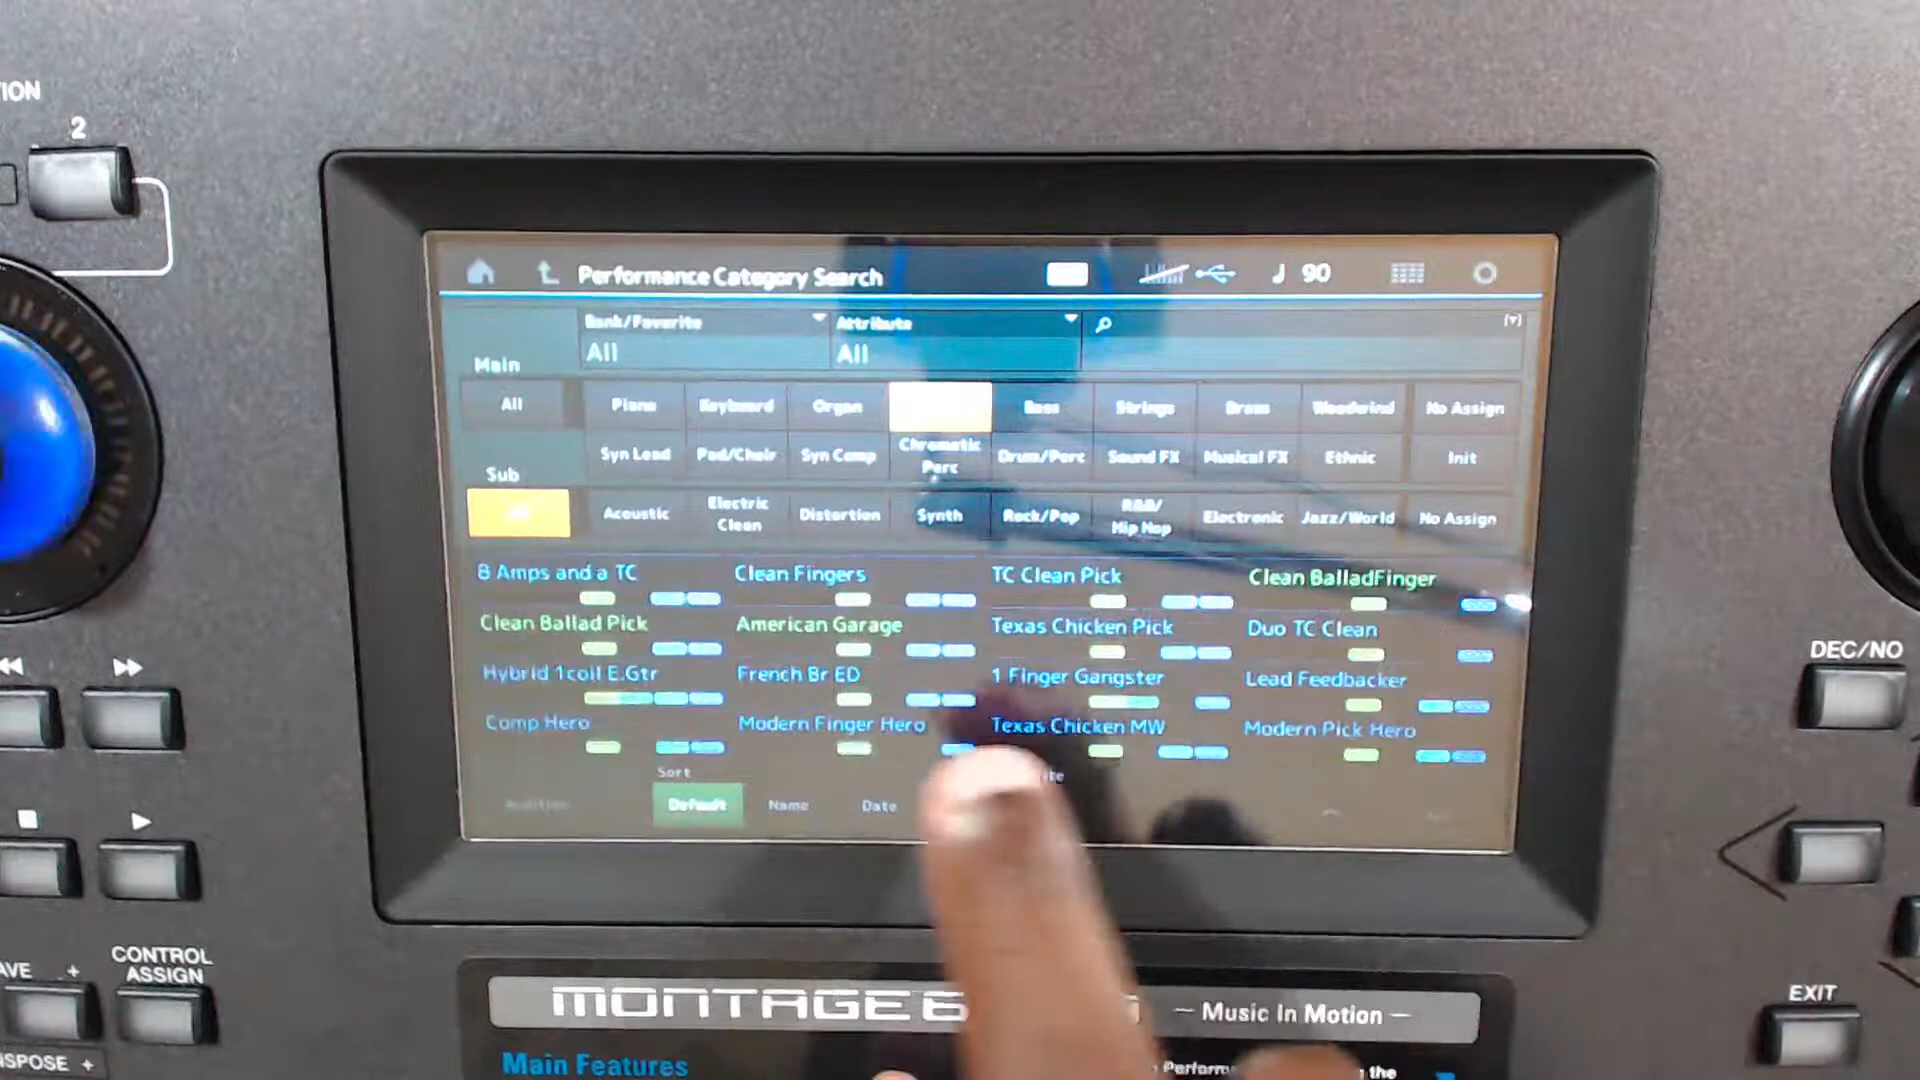 2
Performance Category Search
90
Bank/Favorite
All
Attribute
All
Main
All
Piano
Keyboard
Organ
Bass
Strings
Brass
Woodwind
No Assign
Syn Lead
Pad/Choir
Syn Comp
Chromatic
Perc
Drum/Perc
Sound FX
Musical FX
Ethnic
Init
Sub
Acoustic
Electric
Clean
Distortion
Synth
Rock/Pop
R&B/
Hip Hop
Electronic
Jazz/World
No Assign
8 Amps and a TC
Clean Fingers
TC Clean Pick
Clean BalladFinger
Clean Ballad Pick
American Garage
Texas Chicken Pick
Duo TC Clean
Hybrid 1coil E.Gtr
French Br ED
1 Finger Gangster
Lead Feedbacker
Comp Hero
Modern Finger Hero
Texas Chicken MW
Modern Pick Hero
Sort
Audition
Default
Name
Date
DEC/NO
EXIT
CONTROL
ASSIGN
MONTAGE6
— Music In Motion —
Main Features
the